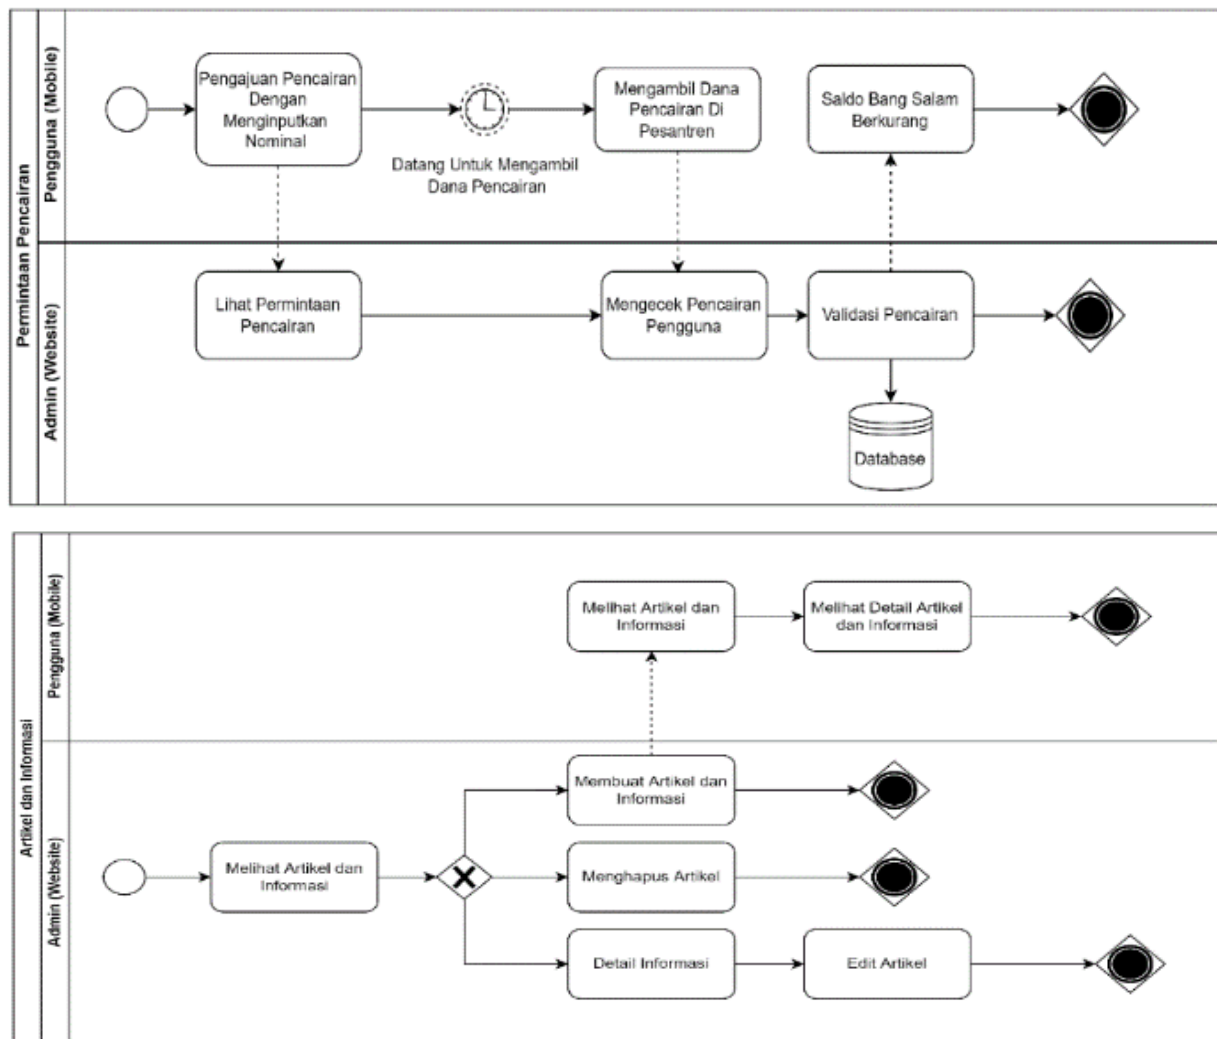 Permintaan Pencairan
Pengguna (Mobile)
Pengajuan Pencairan
Dengan
Menginputkan
Nominal
Datang Untuk Mengambil
Dana Pencairan
Mengambil Dana
Pencairan Di
Pesantren
Saldo Bang Salam
Berkurang
Admin (Website)
Lihat Permintaan
Pencairan
Mengecek Pencairan
Pengguna
Validasi Pencairan
Database
Artikel dan Informasi
Pengguna (Mobile)
Melihat Artikel dan
Informasi
Melihat Detail Artikel
dan Informasi
Admin (Website)
Melihat Artikel dan
Informasi
Membuat Artikel dan
Informasi
Menghapus Artikel
Detail Informasi
Edit Artikel